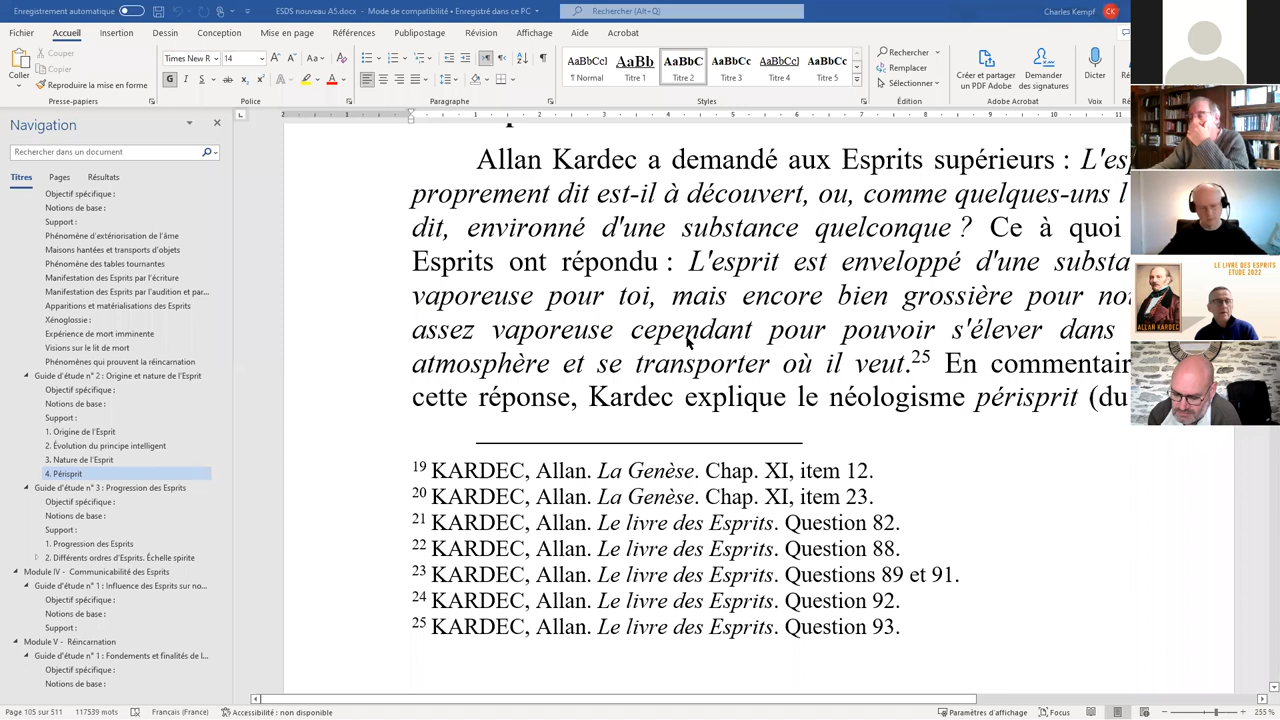 Enregistrement automatique
ESDS nouveau A5.docx - Mode de compatibilité • Enregistré dans ce PC
Rechercher (Alt+Q)
Charles Kempf
CK
Fichier Accueil Insertion Dessin Conception Mise en page Références Publipostage Révision Affichage Aide Acrobat
Coller
Couper
Copier
Reproduire la mise en forme
Presse-papiers
Times New R 14
G I S ab x₂ x²
Police
Paragraphe
AaBbCcI AaBb AaBbC AaBbCc AaBbCcI AaBbCc
¶ Normal Titre 1 Titre 2 Titre 3 Titre 4 Titre 5
Styles
Rechercher
Remplacer
Sélectionner
Édition
Créer et partager
un PDF Adobe
Demander
des signatures
Adobe Acrobat
Dicter
Voix
Navigation
Rechercher dans un document
Titres Pages Résultats
Objectif spécifique :
Notions de base :
Support :
Phénomène d'extériorisation de l'âme
Maisons hantées et transports d'objets
Phénomène des tables tournantes
Manifestation des Esprits par l'écriture
Manifestation des Esprits par l'audition et par...
Apparitions et matérialisations des Esprits
Xénoglossie :
Expérience de mort imminente
Visions sur le lit de mort
Phénomènes qui prouvent la réincarnation
Guide d'étude n° 2 : Origine et nature de l'Esprit
Objectif spécifique :
Notions de base :
Support :
1. Origine de l'Esprit
2. Évolution du principe intelligent
3. Nature de l'Esprit
4. Périsprit
Guide d'étude n° 3 : Progression des Esprits
Objectif spécifique :
Notions de base :
Support :
1. Progression des Esprits
2. Différents ordres d'Esprits. Échelle spirite
Module IV - Communicabilité des Esprits
Guide d'étude n° 1 : Influence des Esprits sur no...
Objectif spécifique :
Notions de base :
Support :
Module V - Réincarnation
Guide d'étude n° 1 : Fondements et finalités de l...
Objectif spécifique :
Notions de base :
1 2 3 4 5 6 7 8 9 10 11
Allan Kardec a demandé aux Esprits supérieurs : L'esp
proprement dit est-il à découvert, ou, comme quelques-uns l'
dit, environné d'une substance quelconque ? Ce à quoi
Esprits ont répondu : L'esprit est enveloppé d'une substa
vaporeuse pour toi, mais encore bien grossière pour no
assez vaporeuse cependant pour pouvoir s'élever dans
atmosphère et se transporter où il veut.25 En commentair
cette réponse, Kardec explique le néologisme périsprit (du
19 KARDEC, Allan. La Genèse. Chap. XI, item 12.
20 KARDEC, Allan. La Genèse. Chap. XI, item 23.
21 KARDEC, Allan. Le livre des Esprits. Question 82.
22 KARDEC, Allan. Le livre des Esprits. Question 88.
23 KARDEC, Allan. Le livre des Esprits. Questions 89 et 91.
24 KARDEC, Allan. Le livre des Esprits. Question 92.
25 KARDEC, Allan. Le livre des Esprits. Question 93.
LE LIVRE DES ESPRITS
ETUDE 2022
ALLAN KARDEC
Page 105 sur 511 117539 mots Français (France) Accessibilité : non disponible
Paramètres d'affichage Focus 255 %